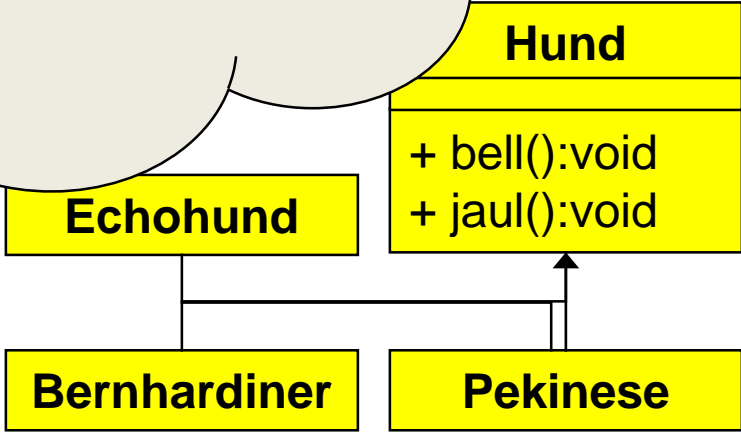 Hund
+ bell():void
+ jaul():void
Echohund
Bernhardiner
Pekinese